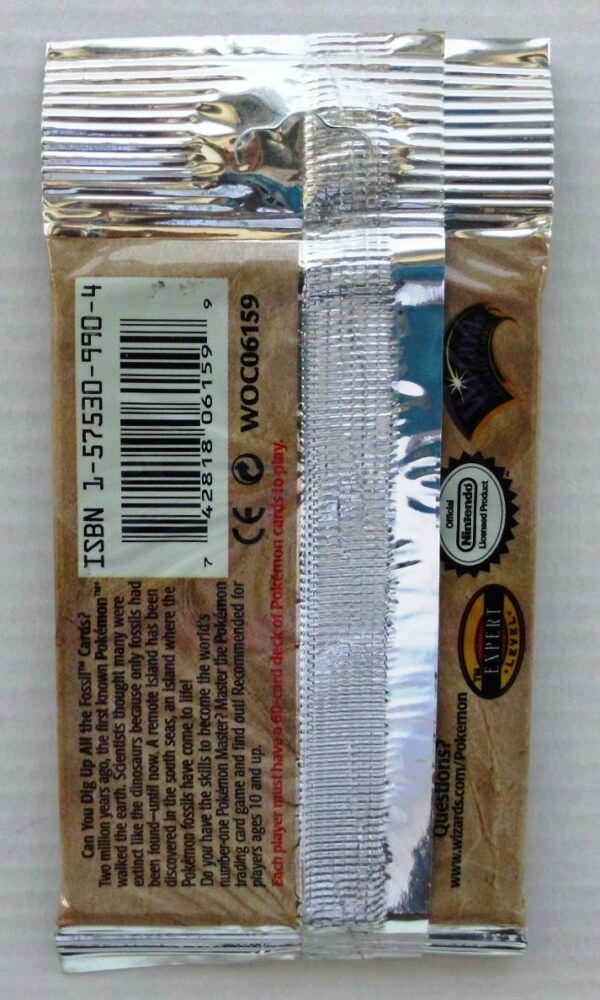 Can You Dig Up All the Fossil™ Cards?
Two million years ago, the first known Pokémon™
walked the earth. Scientists thought many were
extinct like the dinosaurs because only fossils had
been found—until now. A remote island has been
discovered in the south seas, an island where the
Pokémon fossils have come to life!
Do you have the skills to become the world's
number-one Pokémon Master? Master the Pokémon
trading card game and find out! Recommended for
players ages 10 and up.
Each player must have a 60-card deck of Pokémon cards to play.
ISBN 1-57530-990-4
7 42818 06159 9
CE WOC06159
Questions?
www.wizards.com/Pokemon
TM
EXPERT
LEVEL
Official
Nintendo
Licensed Product
Wizards